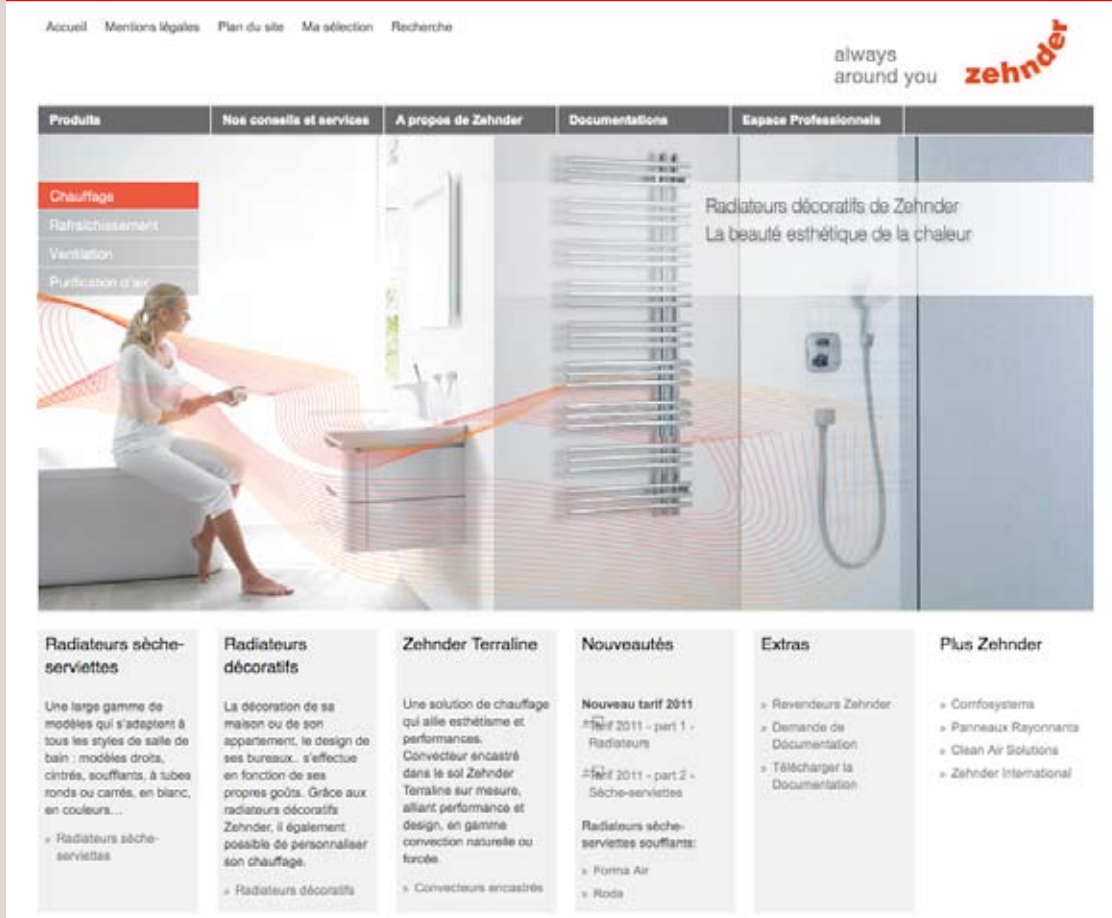 Accueil Mentions légales Plan du site Ma sélection Recherche
always
around you
zehnder
Produits Nos conseils et services A propos de Zehnder Documentations Espace Professionnels
Chauffage
Rafraîchissement
Ventilation
Purification d'air
Radiateurs décoratifs de Zehnder
La beauté esthétique de la chaleur
Radiateurs sèche-
serviettes
Une large gamme de
modèles qui s'adaptent à
tous les styles de salle de
bain : modèles droits,
cintrés, soufflants, à tubes
ronds ou carrés, en blanc,
en couleurs...
» Radiateurs sèche-
serviettes
Radiateurs
décoratifs
La décoration de sa
maison ou de son
appartement, le design de
ses bureaux.. s'effectue
en fonction de ses
propres goûts. Grâce aux
radiateurs décoratifs
Zehnder, il également
possible de personnaliser
son chauffage.
» Radiateurs décoratifs
Zehnder Terraline
Une solution de chauffage
qui allie esthétisme et
performances.
Convecteur encastré
dans le sol Zehnder
Terraline sur mesure,
alliant performance et
design, en gamme
convection naturelle ou
forcée
» Convecteurs encastrés
Nouveautés
Nouveau tarif 2011
Tarif 2011 - part 1 -
Radiateurs
Tarif 2011 - part 2 -
Sèche-serviettes
Radiateurs sèche-
serviettes soufflants:
» Forma Air
» Roda
Extras
» Revendeurs Zehnder
» Demande de
Documentation
» Télécharger la
Documentation
Plus Zehnder
» Comfosystems
» Panneaux Rayonnants
» Clean Air Solutions
» Zehnder International